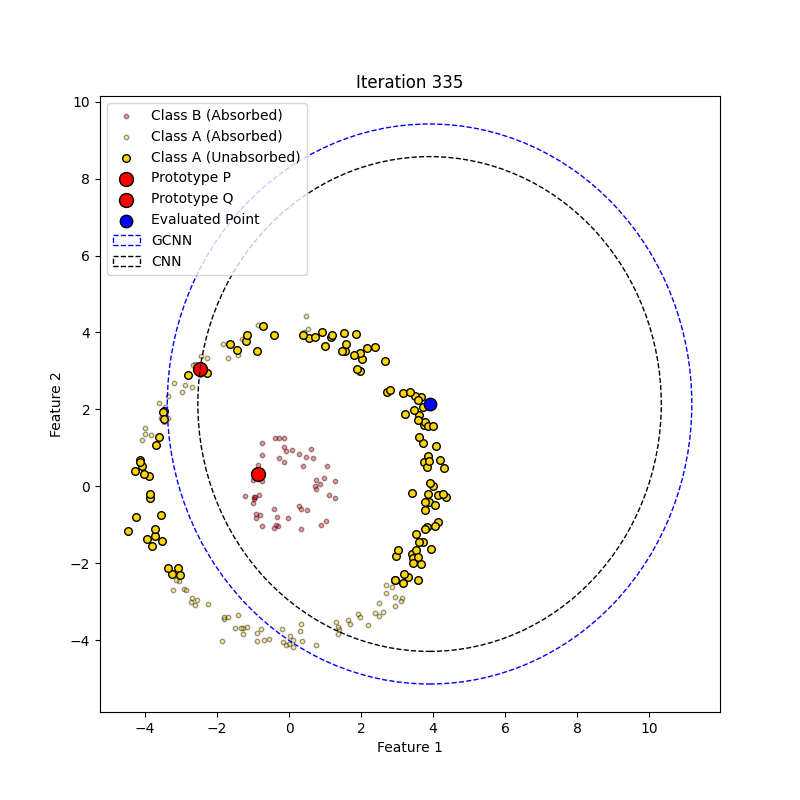 Iteration 335
Class B (Absorbed)
Class A (Absorbed)
Class A (Unabsorbed)
Prototype P
Prototype Q
Evaluated Point
GCNN
CNN
10
8
6
4
2
0
−2
−4
Feature 2
−4 −2 0 2 4 6 8 10
Feature 1